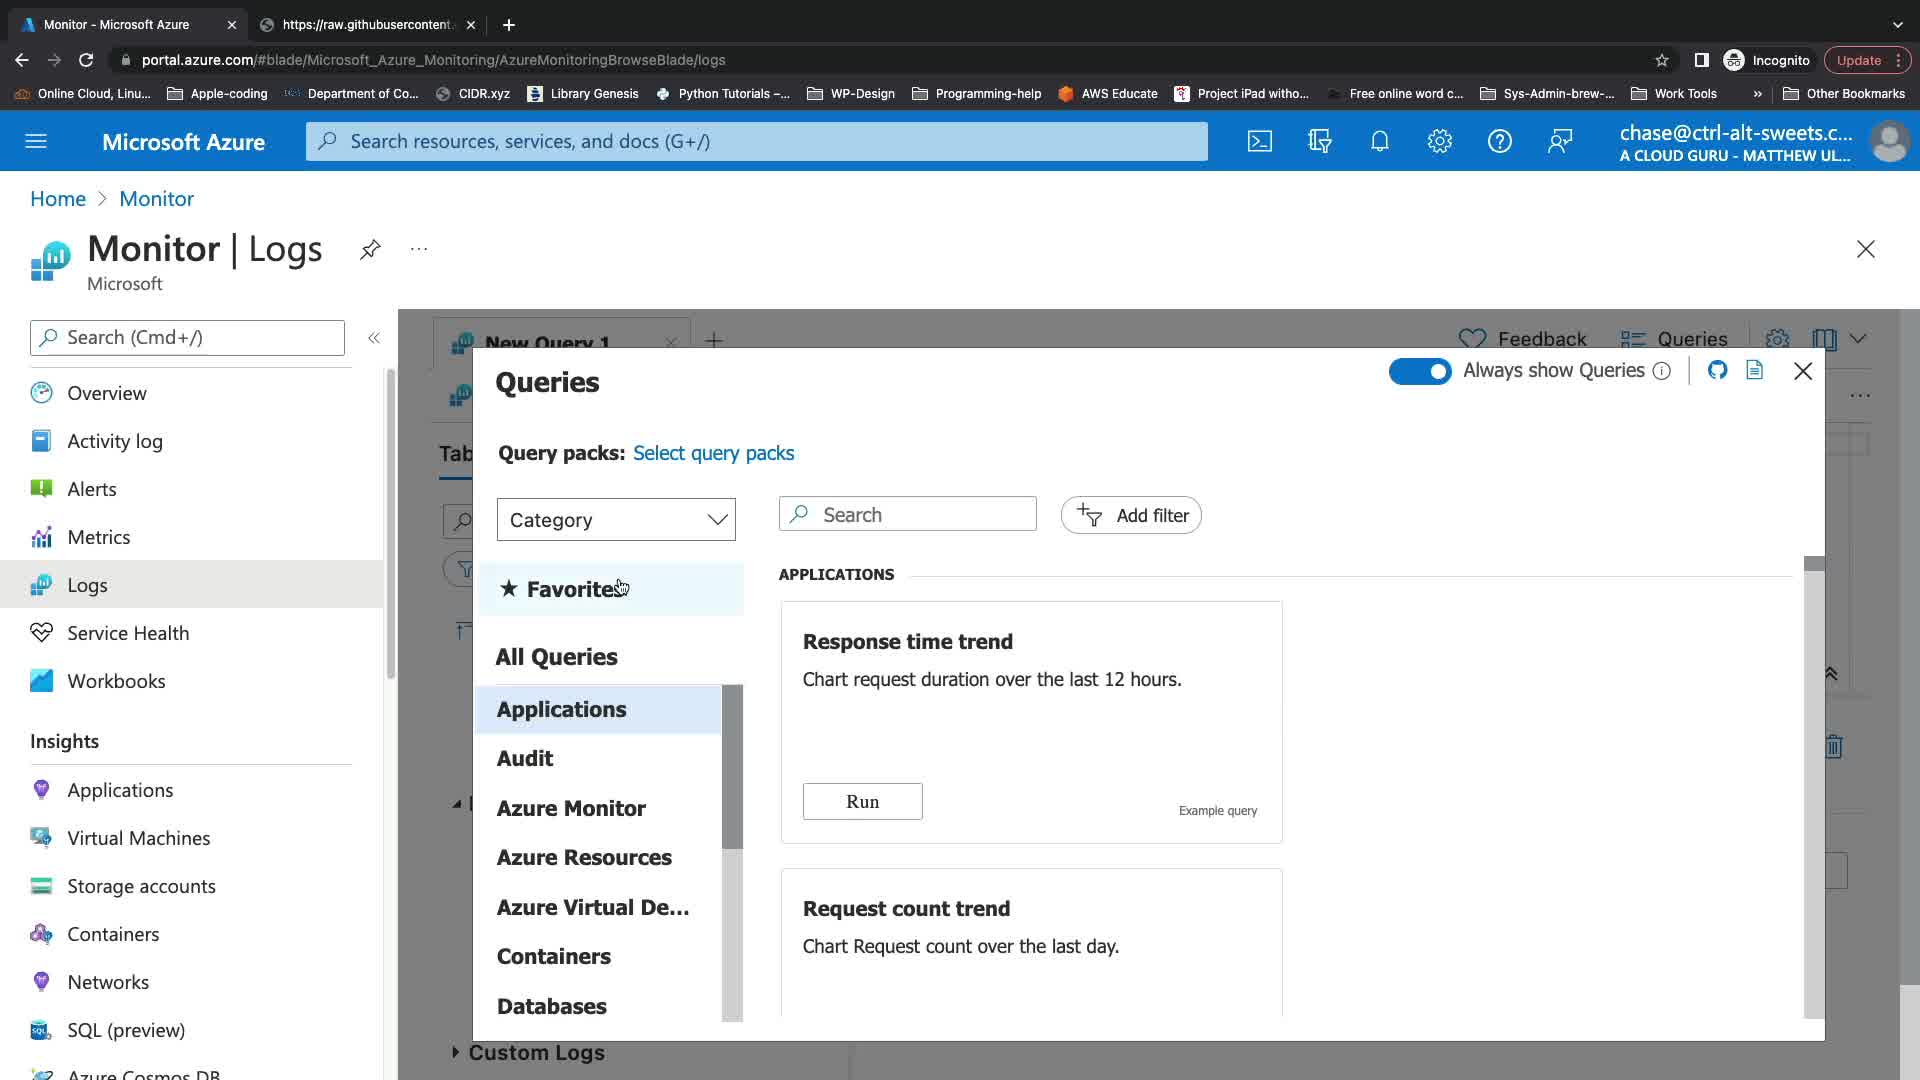 Monitor - Microsoft Azure
https://raw.githubusercontent.
portal.azure.com/#blade/Microsoft_Azure_Monitoring/AzureMonitoringBrowseBlade/logs
Incognito
Update
Online Cloud, Linu...
Apple-coding
Department of Co...
CIDR.xyz
Library Genesis
Python Tutorials –...
WP-Design
Programming-help
AWS Educate
Project iPad witho...
Free online word c...
Sys-Admin-brew-...
Work Tools
»
Other Bookmarks
Microsoft Azure
Search resources, services, and docs (G+/)
chase@ctrl-alt-sweets.c...
A CLOUD GURU - MATTHEW UL...
Home > Monitor
Monitor | Logs
...
Microsoft
Search (Cmd+/)
«
Overview
Activity log
Alerts
Metrics
Logs
Service Health
Workbooks
Insights
Applications
Virtual Machines
Storage accounts
Containers
Networks
SQL (preview)
Azure Cosmos DB
New Query 1
Feedback
Queries
Queries
Always show Queries
Query packs: Select query packs
Category
Search
Add filter
★ Favorites
All Queries
Applications
Audit
Azure Monitor
Azure Resources
Azure Virtual De...
Containers
Databases
APPLICATIONS
Response time trend
Chart request duration over the last 12 hours.
Run
Example query
Request count trend
Chart Request count over the last day.
Custom Logs